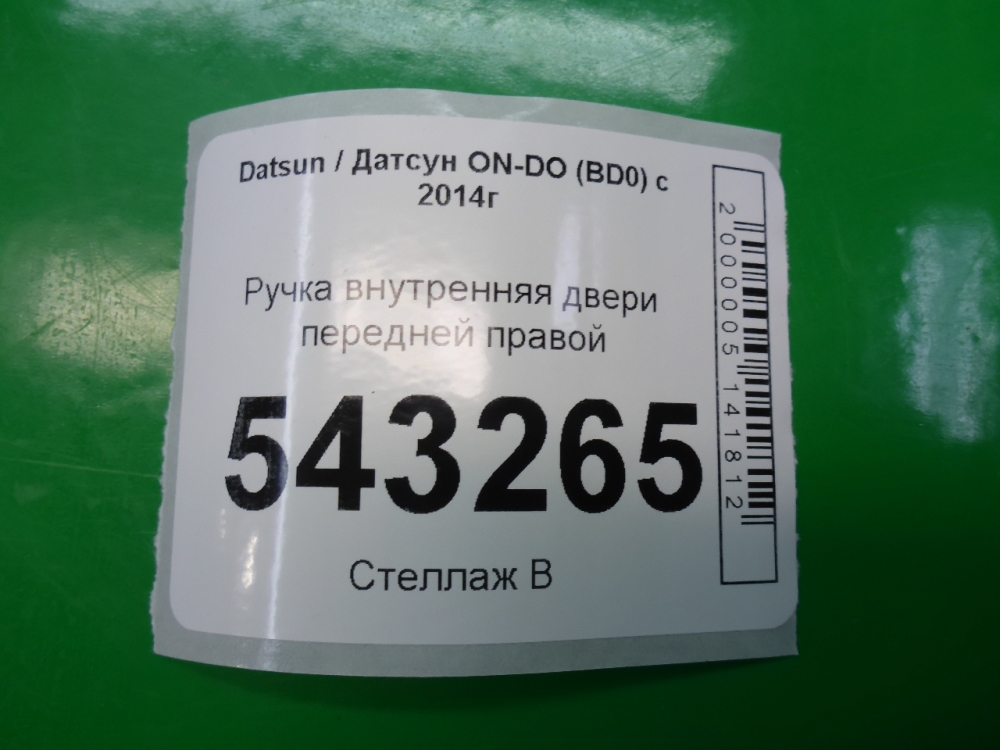 Datsun / Датсун ON-DO (BD0) с
2014г
Ручка внутренняя двери
передней правой
543265
Стеллаж В
2000005141812